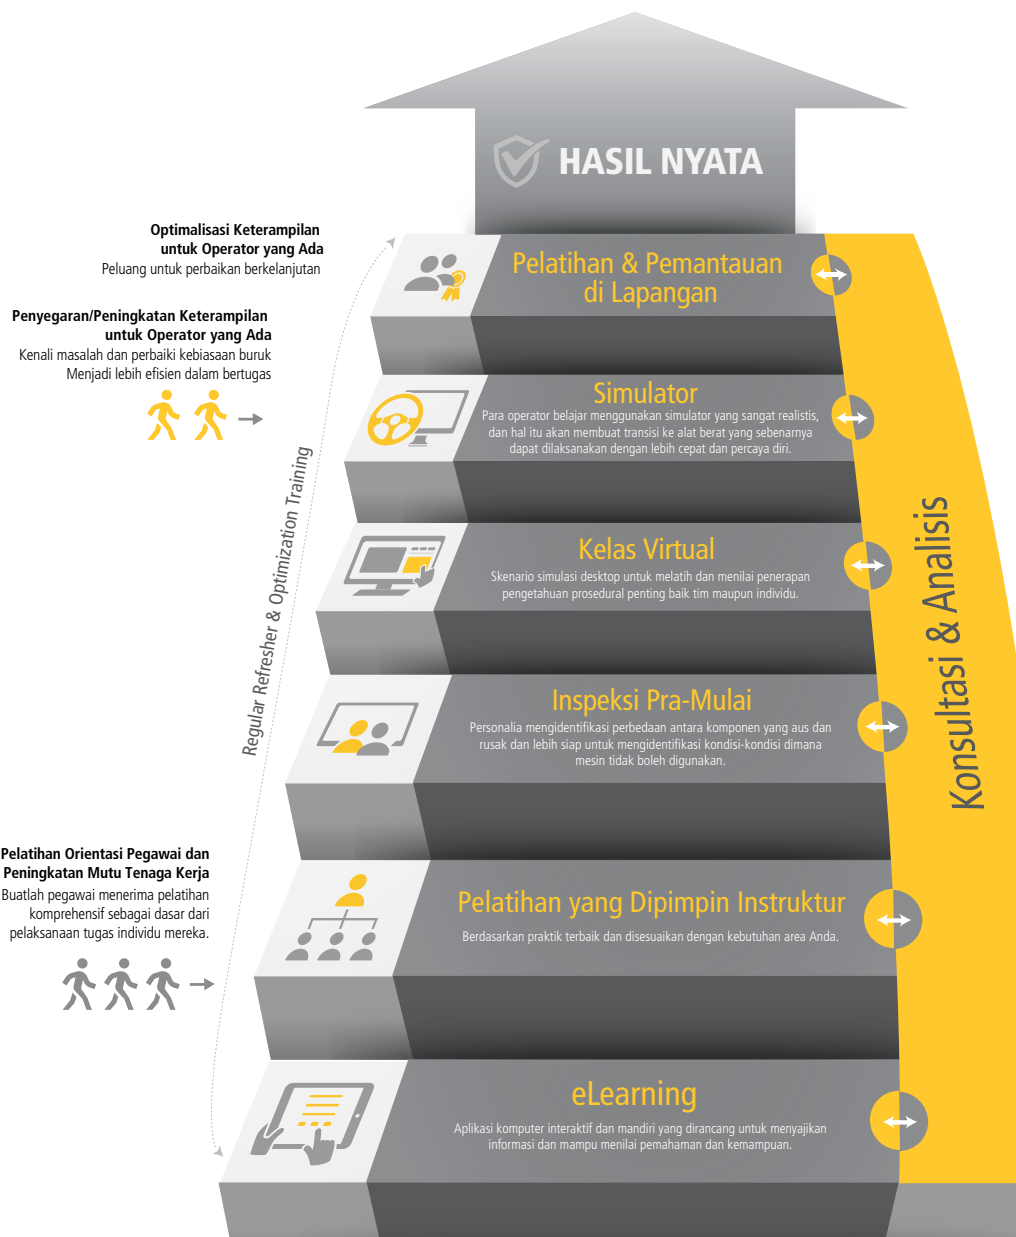 HASIL NYATA
Optimalisasi Keterampilan
untuk Operator yang Ada
Peluang untuk perbaikan berkelanjutan
Pelatihan & Pemantauan
di Lapangan
Penyegaran/Peningkatan Keterampilan
untuk Operator yang Ada
Kenali masalah dan perbaiki kebiasaan buruk
Menjadi lebih efisien dalam bertugas
Simulator
Para operator belajar menggunakan simulator yang sangat realistis,
dan hal itu akan membuat transisi ke alat berat yang sebenarnya
dapat dilaksanakan dengan lebih cepat dan percaya diri.
Regular Refresher & Optimization Training
Kelas Virtual
Skenario simulasi desktop untuk melatih dan menilai penerapan
pengetahuan prosedural penting baik tim maupun individu.
Konsultasi & Analisis
Inspeksi Pra-Mulai
Personalia mengidentifikasi perbedaan antara komponen yang aus dan
rusak dan lebih siap untuk mengidentifikasi kondisi-kondisi dimana
mesin tidak boleh digunakan.
Pelatihan Orientasi Pegawai dan
Peningkatan Mutu Tenaga Kerja
Buatlah pegawai menerima pelatihan
komprehensif sebagai dasar dari
pelaksanaan tugas individu mereka.
Pelatihan yang Dipimpin Instruktur
Berdasarkan praktik terbaik dan disesuaikan dengan kebutuhan area Anda.
eLearning
Aplikasi komputer interaktif dan mandiri yang dirancang untuk menyajikan
informasi dan mampu menilai pemahaman dan kemampuan.